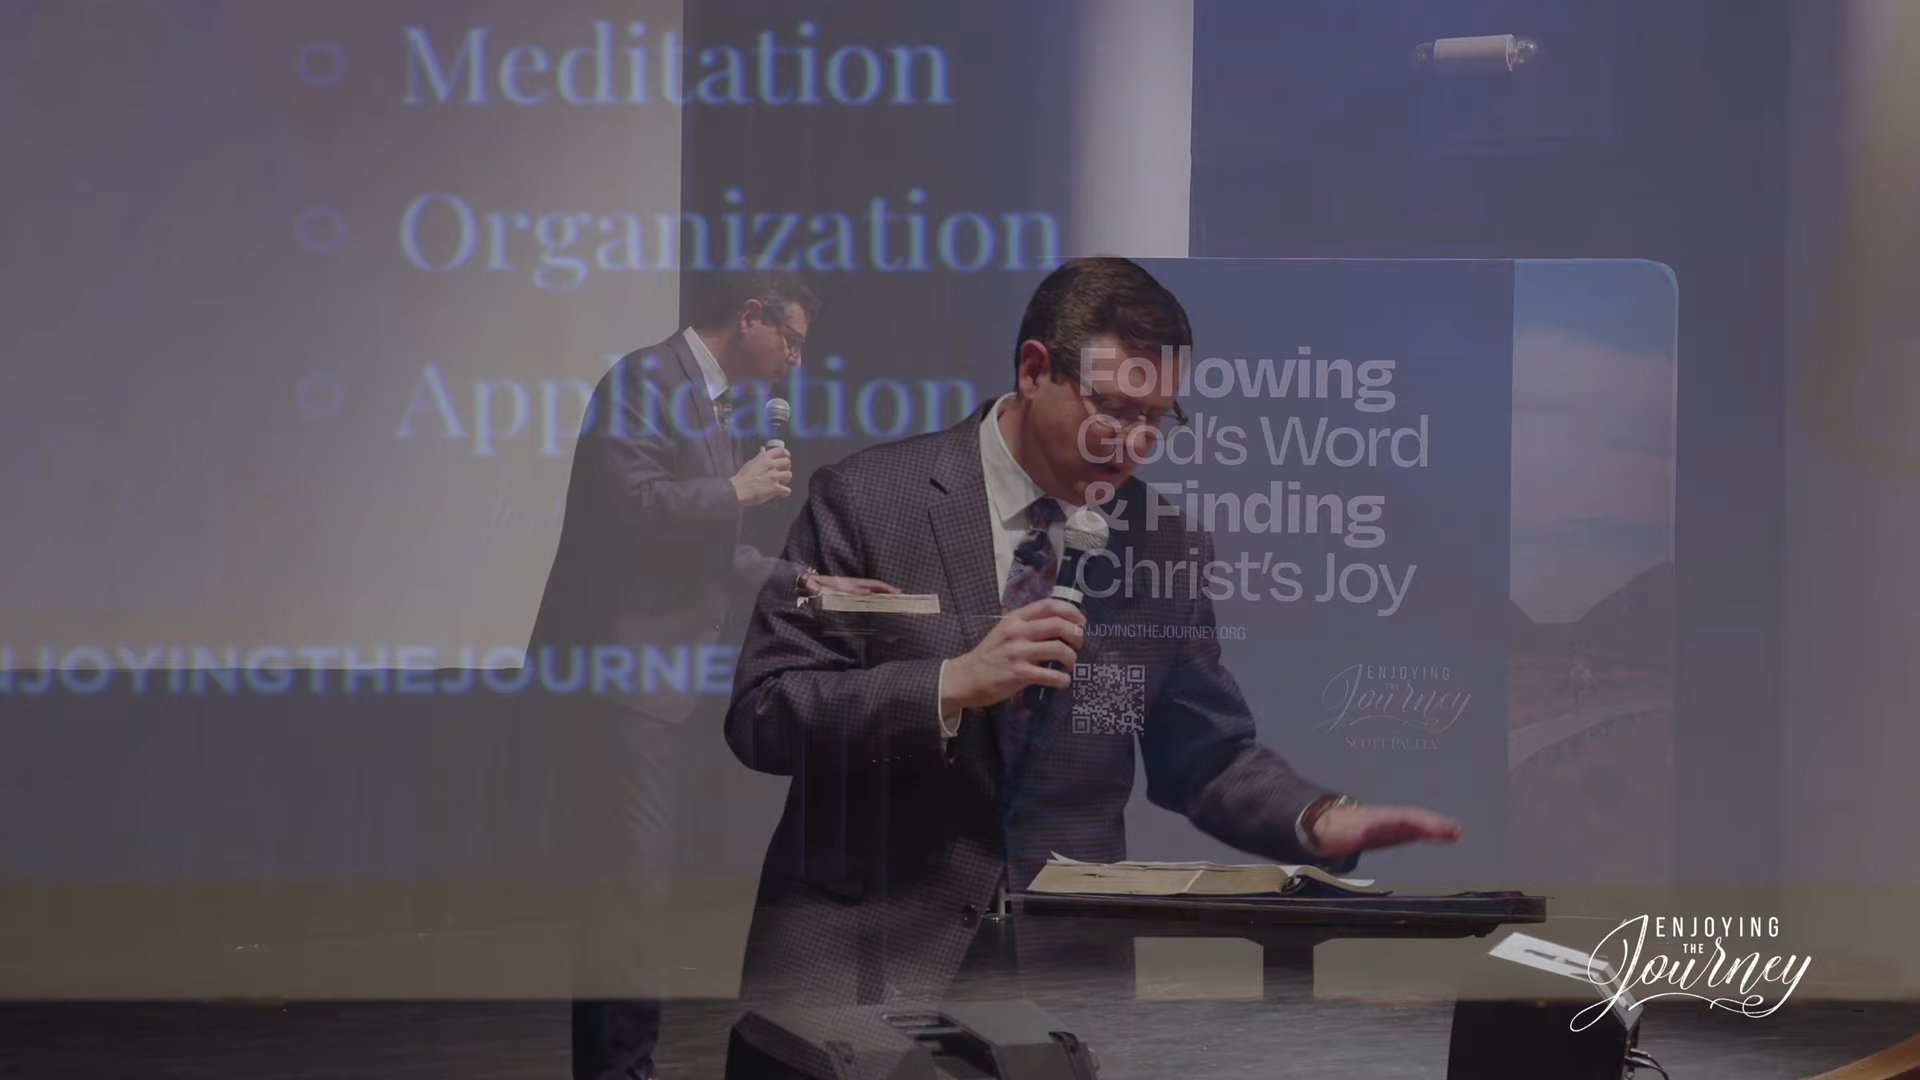 Meditation
Organization
Application
NJOYINGTHEJOURNE
Following
God's Word
& Finding
Christ's Joy
ENJOYINGTHEJOURNEY.ORG
ENJOYING
THE
Journey
SCOTT PAULEY
ENJOYING
THE
Journey